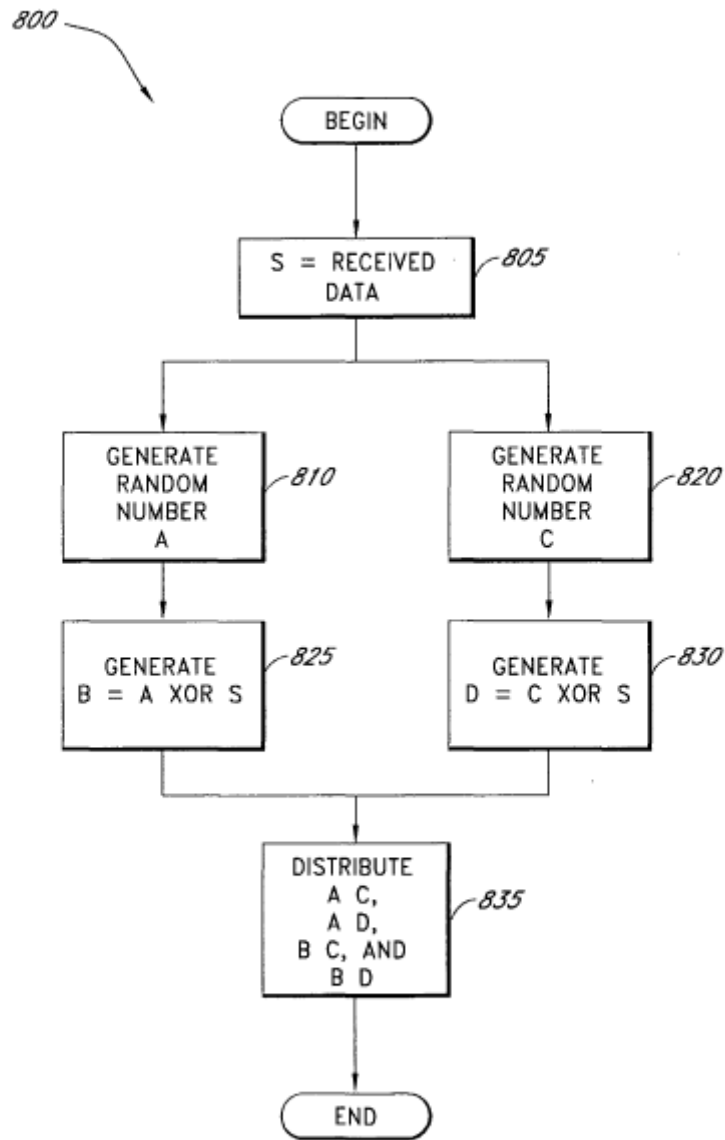 800
BEGIN
S = RECEIVED
DATA
805
GENERATE
RANDOM
NUMBER
A
810
GENERATE
RANDOM
NUMBER
C
820
GENERATE
B = A XOR S
825
GENERATE
D = C XOR S
830
DISTRIBUTE
A C,
A D,
B C, AND
B D
835
END